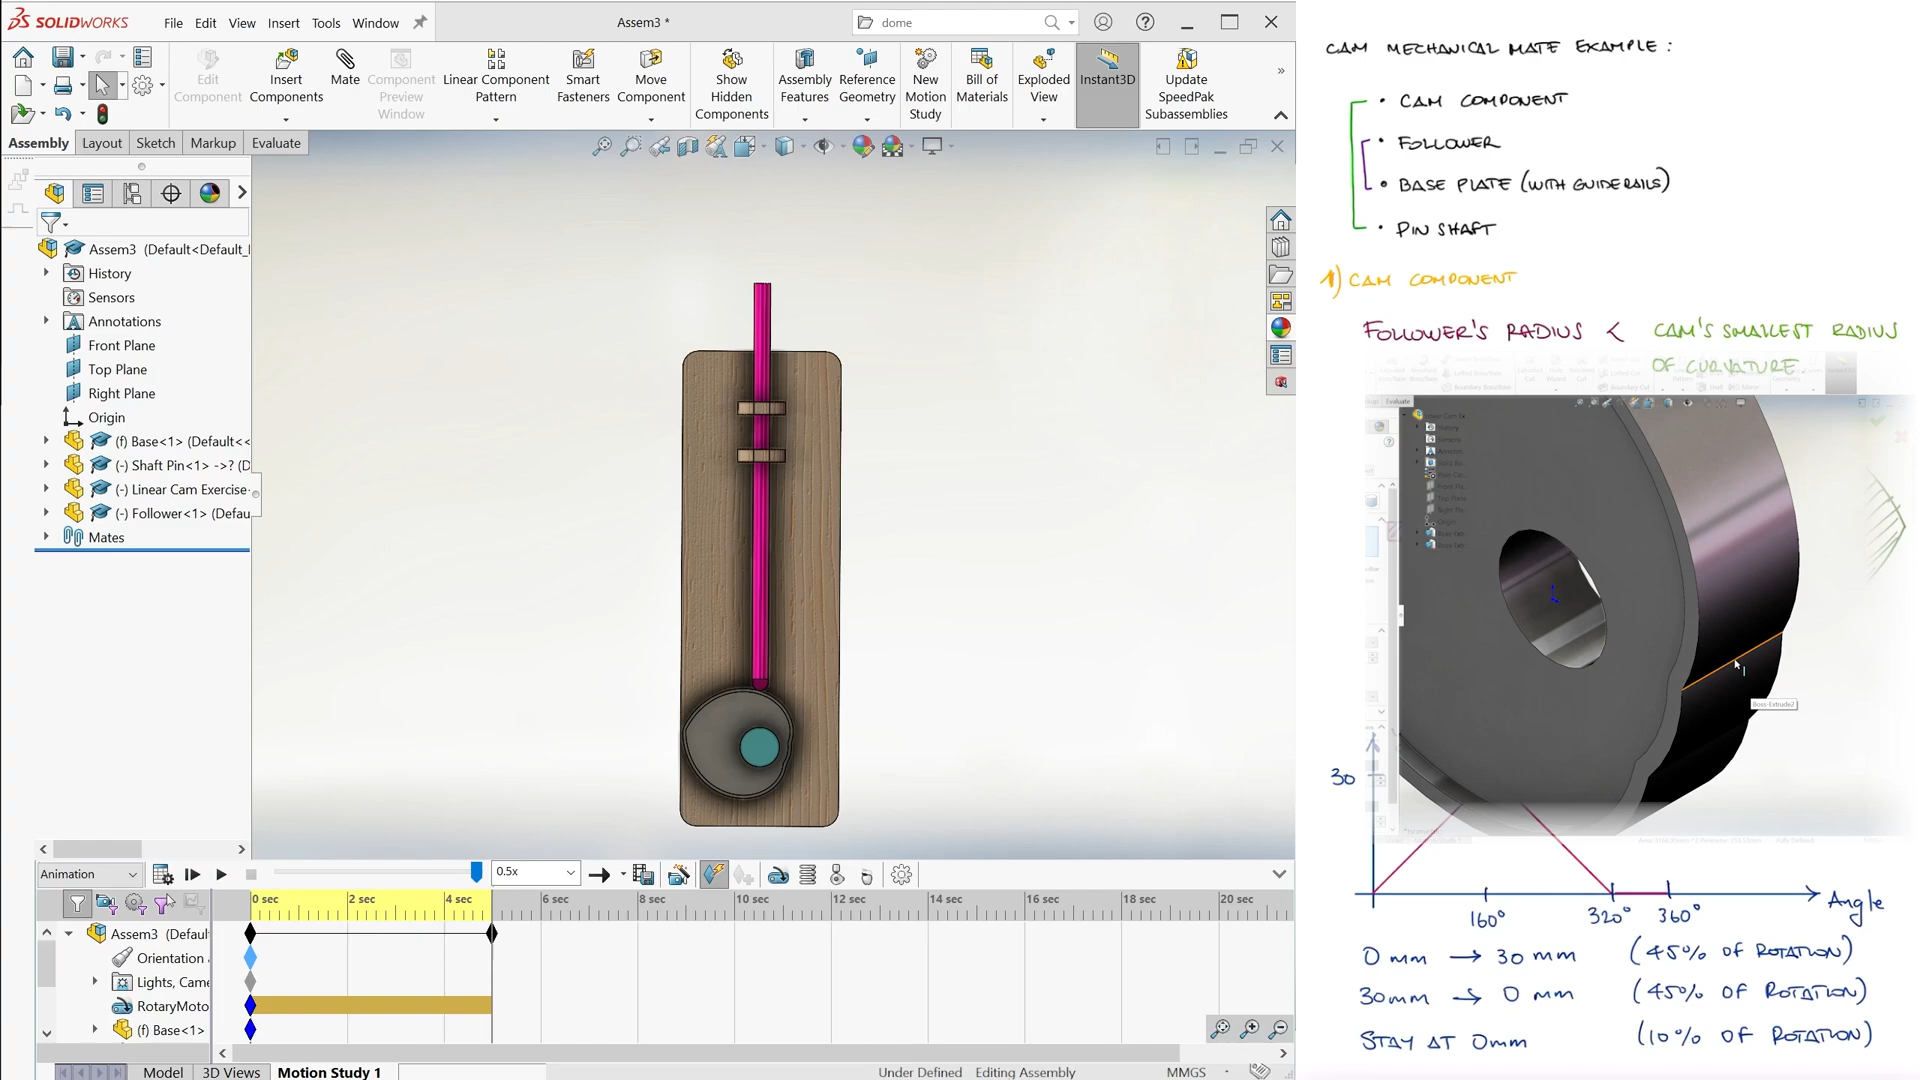 SOLIDWORKS
File Edit View Insert Tools Window
Assem3 *
dome
Edit Component
Insert Components
Mate
Component Preview Window
Linear Component Pattern
Smart Fasteners
Move Component
Show Hidden Components
Assembly Features
Reference Geometry
New Motion Study
Bill of Materials
Exploded View
Instant3D
Update SpeedPak Subassemblies
Assembly Layout Sketch Markup Evaluate
Assem3 (Default<Default_
History
Sensors
Annotations
Front Plane
Top Plane
Right Plane
Origin
(f) Base<1> (Default<<
(-) Shaft Pin<1> ->? (D
(-) Linear Cam Exercise
(-) Follower<1> (Defau
Mates
Animation
0.5x
0 sec 2 sec 4 sec 6 sec 8 sec 10 sec 12 sec 14 sec 16 sec 18 sec 20 sec
Assem3 (Defaul
Orientation
Lights, Came
RotaryMoto
(f) Base<1>
Model 3D Views Motion Study 1
Under Defined Editing Assembly MMGS
CAM MECHANICAL MATE EXAMPLE :
• CAM COMPONENT
• FOLLOWER
• BASE PLATE (WITH GUIDERAILS)
• PIN SHAFT
1) CAM COMPONENT
FOLLOWER'S RADIUS < CAM'S SMALLEST RADIUS
OF CURVATURE.
Evaluate
Boss-Extrude2
30
160° 320° 360° Angle
0 mm → 30 mm (45% OF ROTATION)
30mm → 0 mm (45% OF ROTATION)
STAY AT 0mm (10% OF ROTATION)